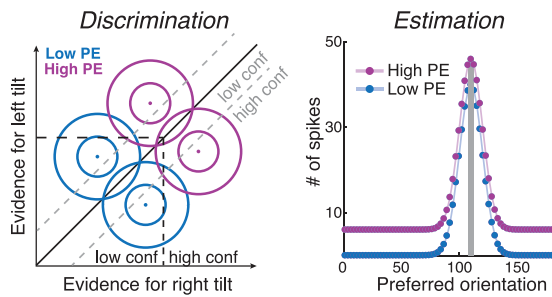 Discrimination
Low PE
High PE
Evidence for left tilt
low conf
high conf
low conf
high conf
Evidence for right tilt
Estimation
50
30
10
# of spikes
High PE
Low PE
0
50
100
150
Preferred orientation